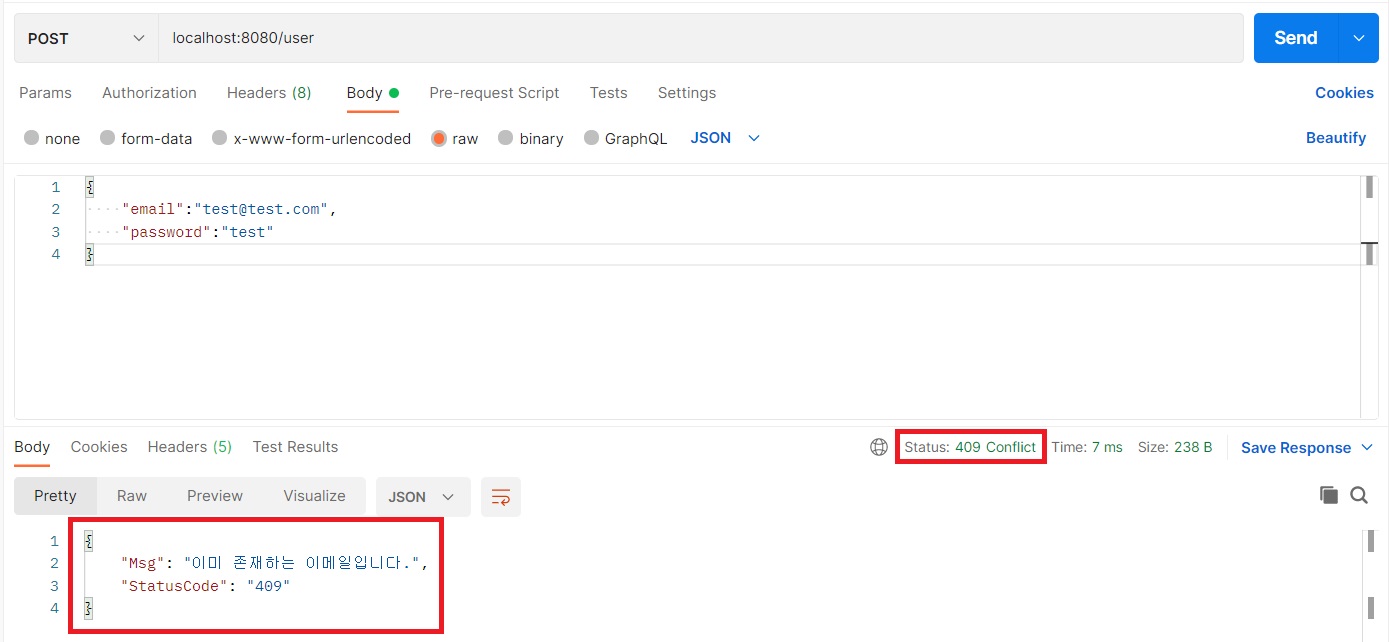 POST localhost:8080/user Send
Params Authorization Headers (8) Body Pre-request Script Tests Settings Cookies
none form-data x-www-form-urlencoded raw binary GraphQL JSON Beautify
1 {
2 ····"email":"test@test.com",
3 ····"password":"test"
4 }
Body Cookies Headers (5) Test Results Status: 409 Conflict Time: 7 ms Size: 238 B Save Response
Pretty Raw Preview Visualize JSON
1 {
2 "Msg": "이미 존재하는 이메일입니다.",
3 "StatusCode": "409"
4 }